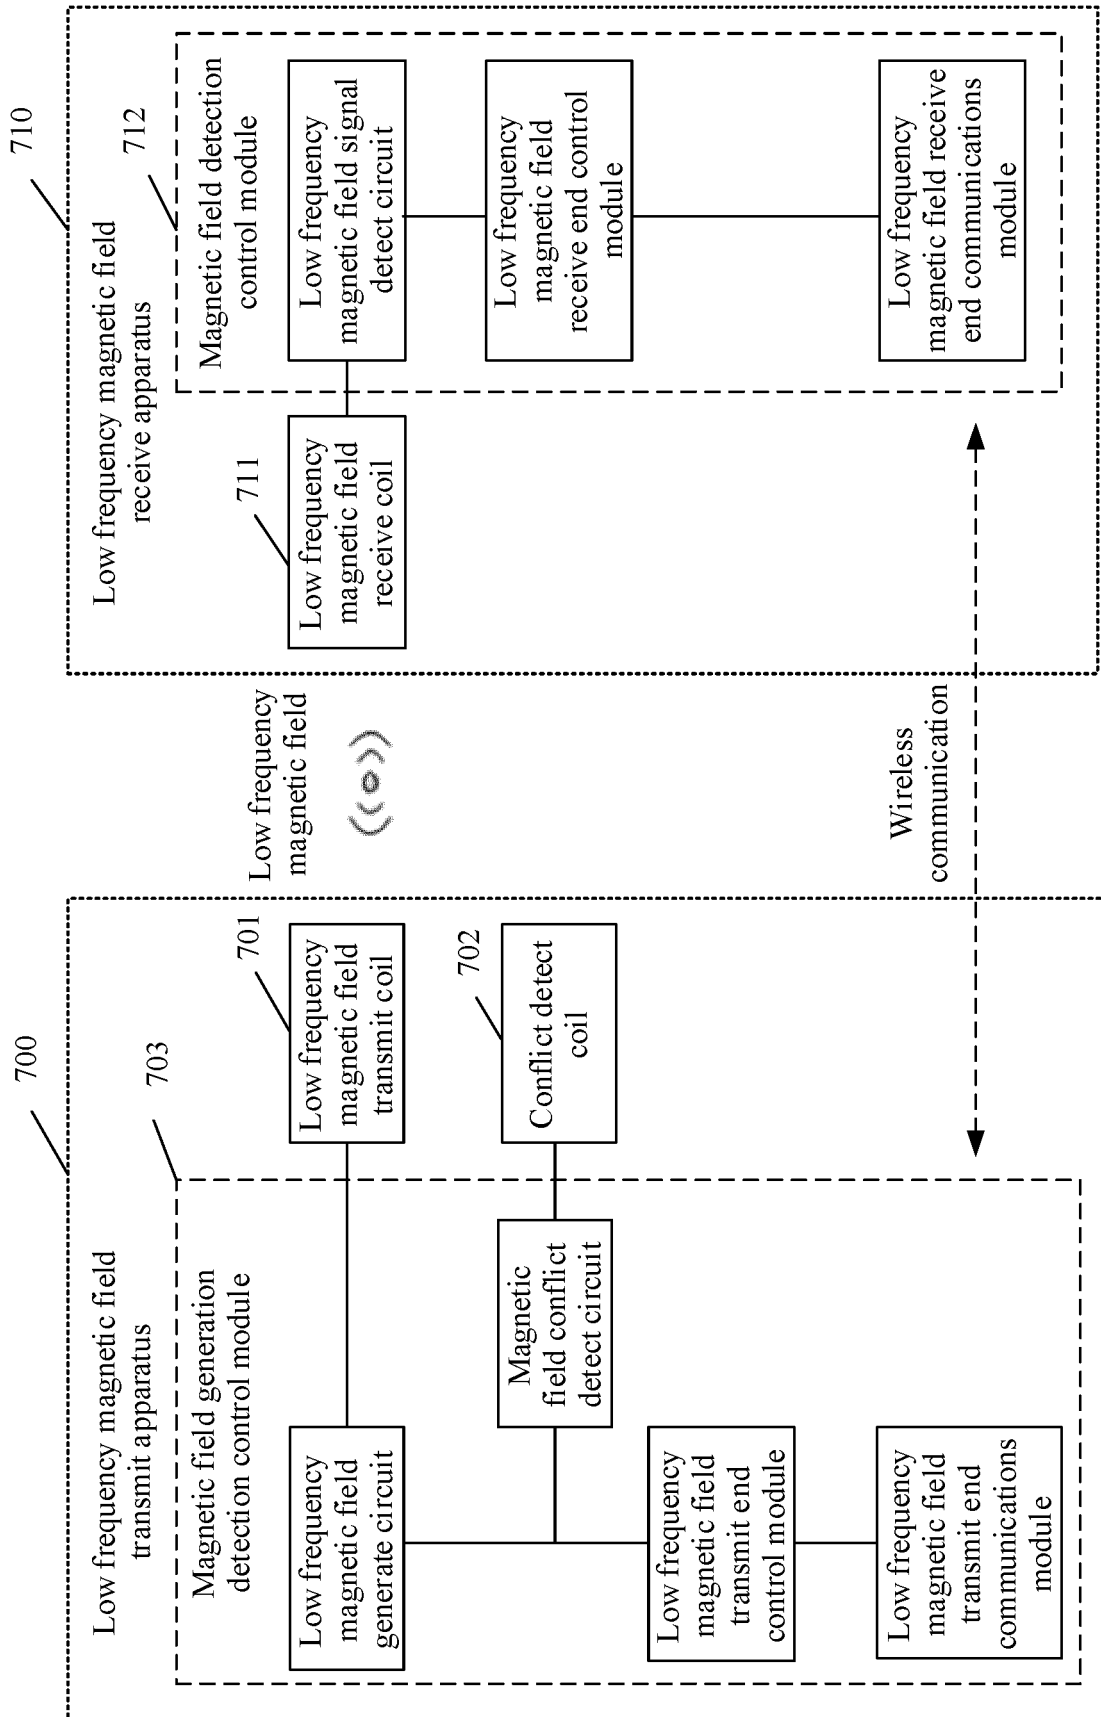 700
Low frequency magnetic field
transmit apparatus
703
Magnetic field generation
detection control module
Low frequency
magnetic field
generate circuit
701
Low frequency
magnetic field
transmit coil
Magnetic
field conflict
detect circuit
702
Conflict detect
coil
Low frequency
magnetic field
transmit end
control module
Low frequency
magnetic field
transmit end
communications
module
Low frequency
magnetic field
Wireless
communication
710
Low frequency magnetic field
receive apparatus
712
Magnetic field detection
control module
711
Low frequency
magnetic field
receive coil
Low frequency
magnetic field signal
detect circuit
Low frequency
magnetic field
receive end control
module
Low frequency
magnetic field receive
end communications
module